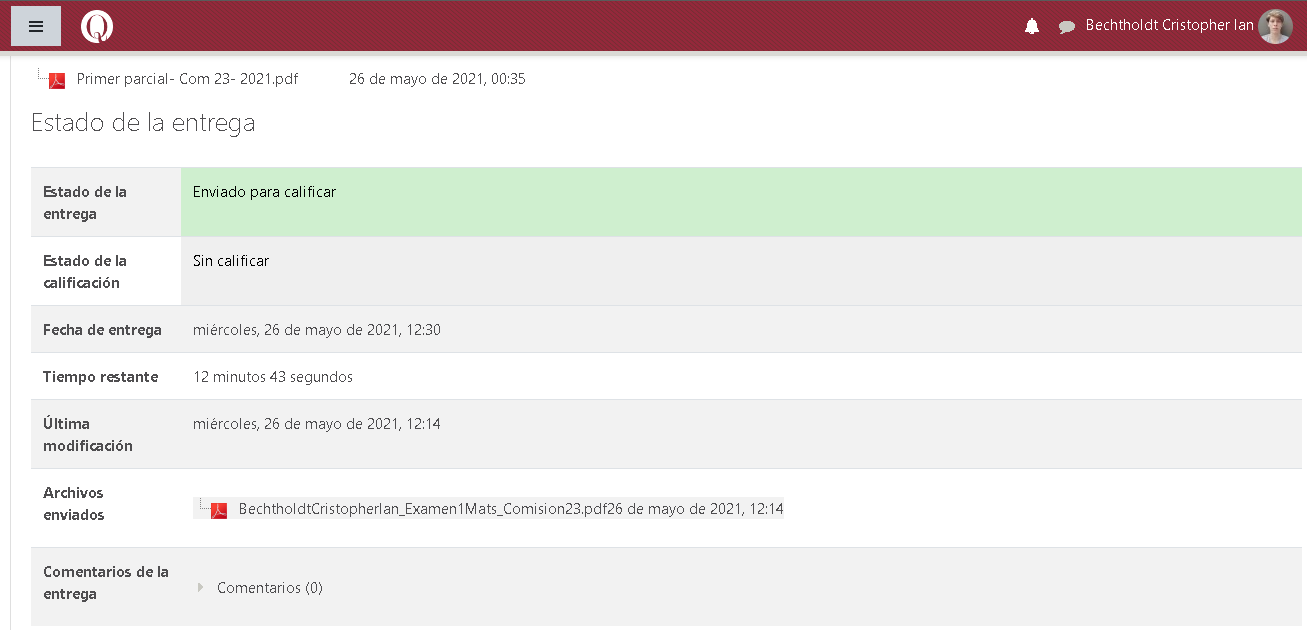 Bechtholdt Cristopher Ian
Primer parcial- Com 23- 2021.pdf 26 de mayo de 2021, 00:35
Estado de la entrega
Estado de la
entrega
Enviado para calificar
Estado de la
calificación
Sin calificar
Fecha de entrega
miércoles, 26 de mayo de 2021, 12:30
Tiempo restante
12 minutos 43 segundos
Última
modificación
miércoles, 26 de mayo de 2021, 12:14
Archivos
enviados
BechtholdtCristopherIan_Examen1Mats_Comision23.pdf26 de mayo de 2021, 12:14
Comentarios de la
entrega
Comentarios (0)